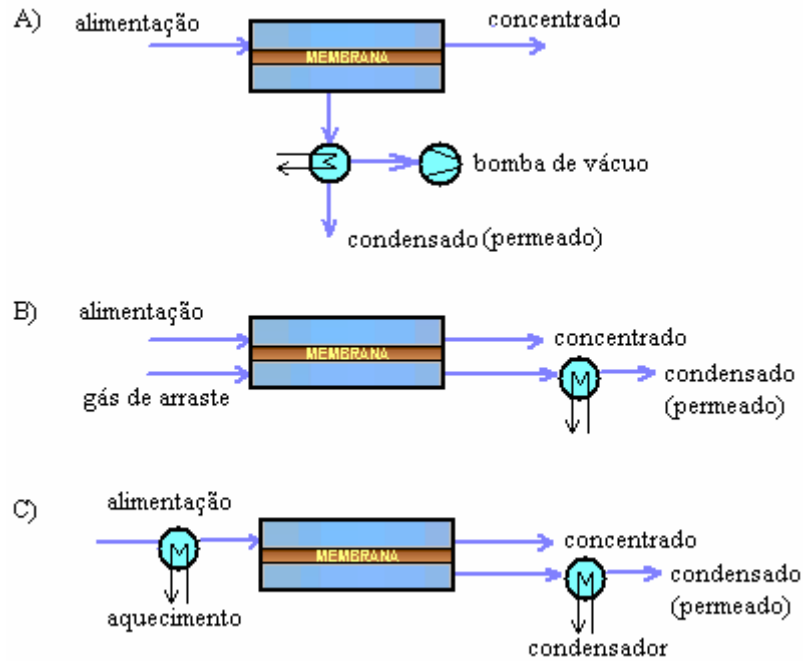 A)
alimentação
concentrado
MEMBRANA
bomba de vácuo
condensado (permeado)
B)
alimentação
MEMBRANA
concentrado
gás de arraste
M
condensado
(permeado)
C)
alimentação
M
MEMBRANA
concentrado
aquecimento
M
condensado
(permeado)
condensador